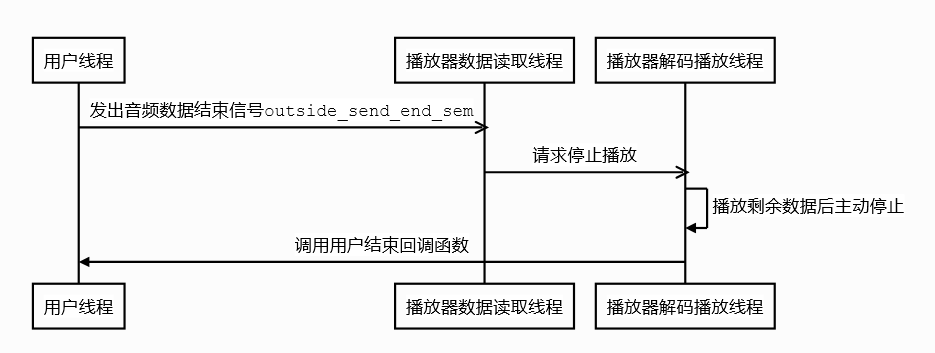 用户线程
播放器数据读取线程
播放器解码播放线程
发出音频数据结束信号outside_send_end_sem
请求停止播放
播放剩余数据后主动停止
调用用户结束回调函数
用户线程
播放器数据读取线程
播放器解码播放线程